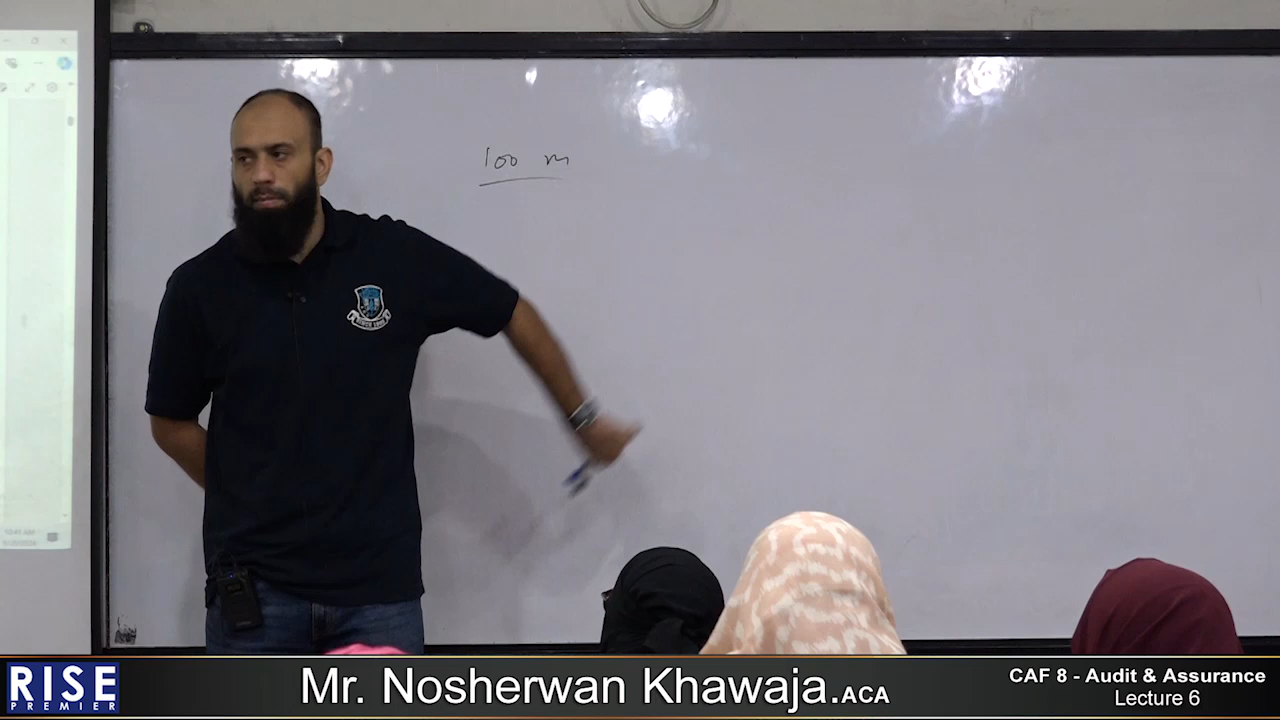 100 m
RISE
PREMIER
Mr. Nosherwan Khawaja.ACA
CAF 8 - Audit & Assurance
Lecture 6